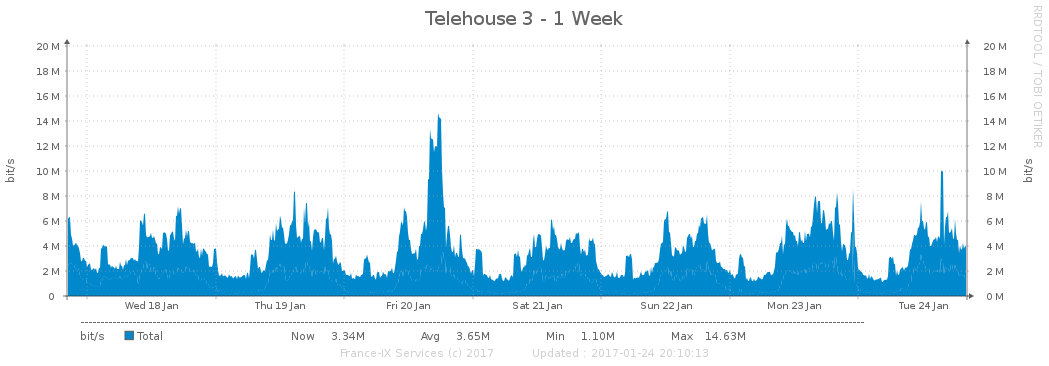 Telehouse 3 - 1 Week
RRDTOOL / TOBI OETIKER
20 M 20 M
18 M 18 M
16 M 16 M
14 M 14 M
12 M 12 M
10 M 10 M
8 M 8 M
6 M 6 M
4 M 4 M
2 M 2 M
0 0 M
bit/s bit/s
Wed 18 Jan Thu 19 Jan Fri 20 Jan Sat 21 Jan Sun 22 Jan Mon 23 Jan Tue 24 Jan
bit/s Total Now 3.34M Avg 3.65M Min 1.10M Max 14.63M
France-IX Services (c) 2017 Updated : 2017-01-24 20:10:13